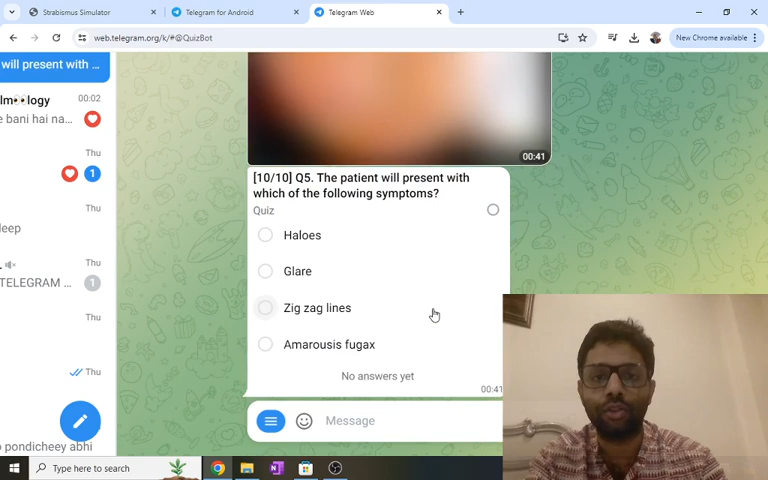 Strabismus Simulator
Telegram for Android
Telegram Web
web.telegram.org/k/#@QuizBot
New Chrome available
will present with ...
00:02
e bani hai na...
Thu
1
Thu
leep
Thu
TELEGRAM ...
1
Thu
Thu
pondicheey abhi
00:41
[10/10] Q5. The patient will present with
which of the following symptoms?
Quiz
Haloes
Glare
Zig zag lines
Amarousis fugax
No answers yet
00:41
Message
Type here to search